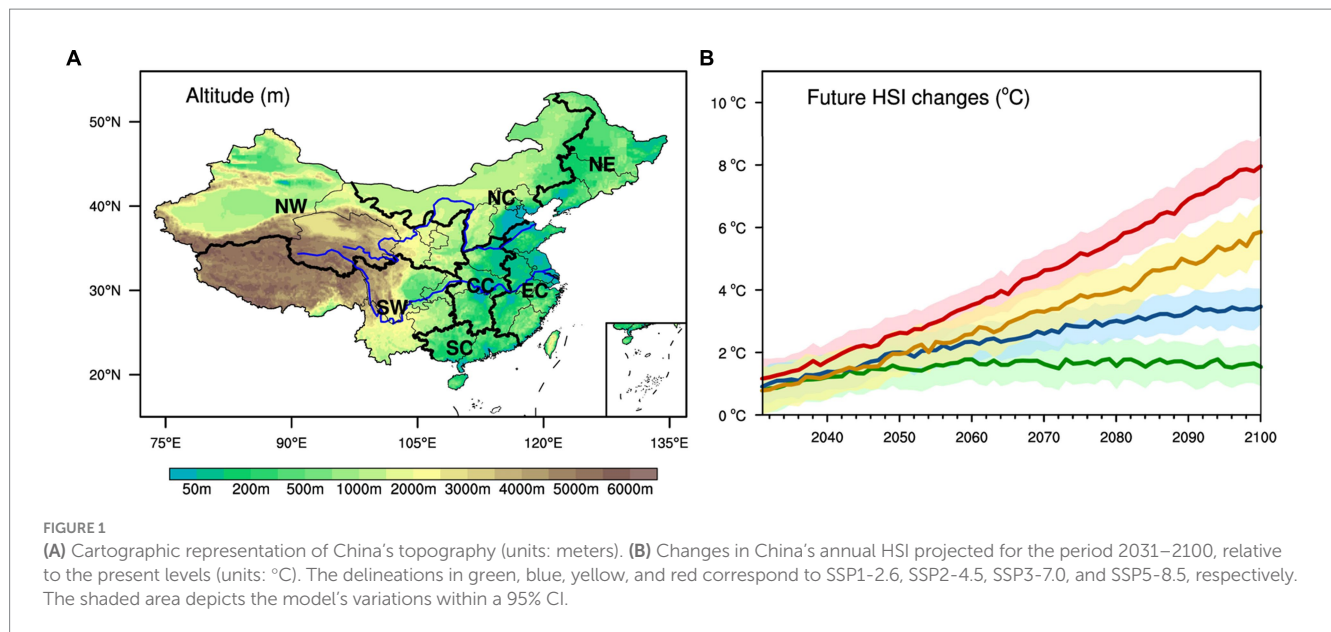 A
B
Altitude (m)
50°N
40°N
30°N
20°N
NE
NC
NW
CC
EC
SW
SC
75°E 90°E 105°E 120°E 135°E
50m 200m 500m 1000m 2000m 3000m 4000m 5000m 6000m
Future HSI changes (°C)
10 °C
8 °C
6 °C
4 °C
2 °C
0 °C
2040 2050 2060 2070 2080 2090 2100
FIGURE 1
(A) Cartographic representation of China's topography (units: meters). (B) Changes in China's annual HSI projected for the period 2031–2100, relative
to the present levels (units: °C). The delineations in green, blue, yellow, and red correspond to SSP1-2.6, SSP2-4.5, SSP3-7.0, and SSP5-8.5, respectively.
The shaded area depicts the model's variations within a 95% CI.